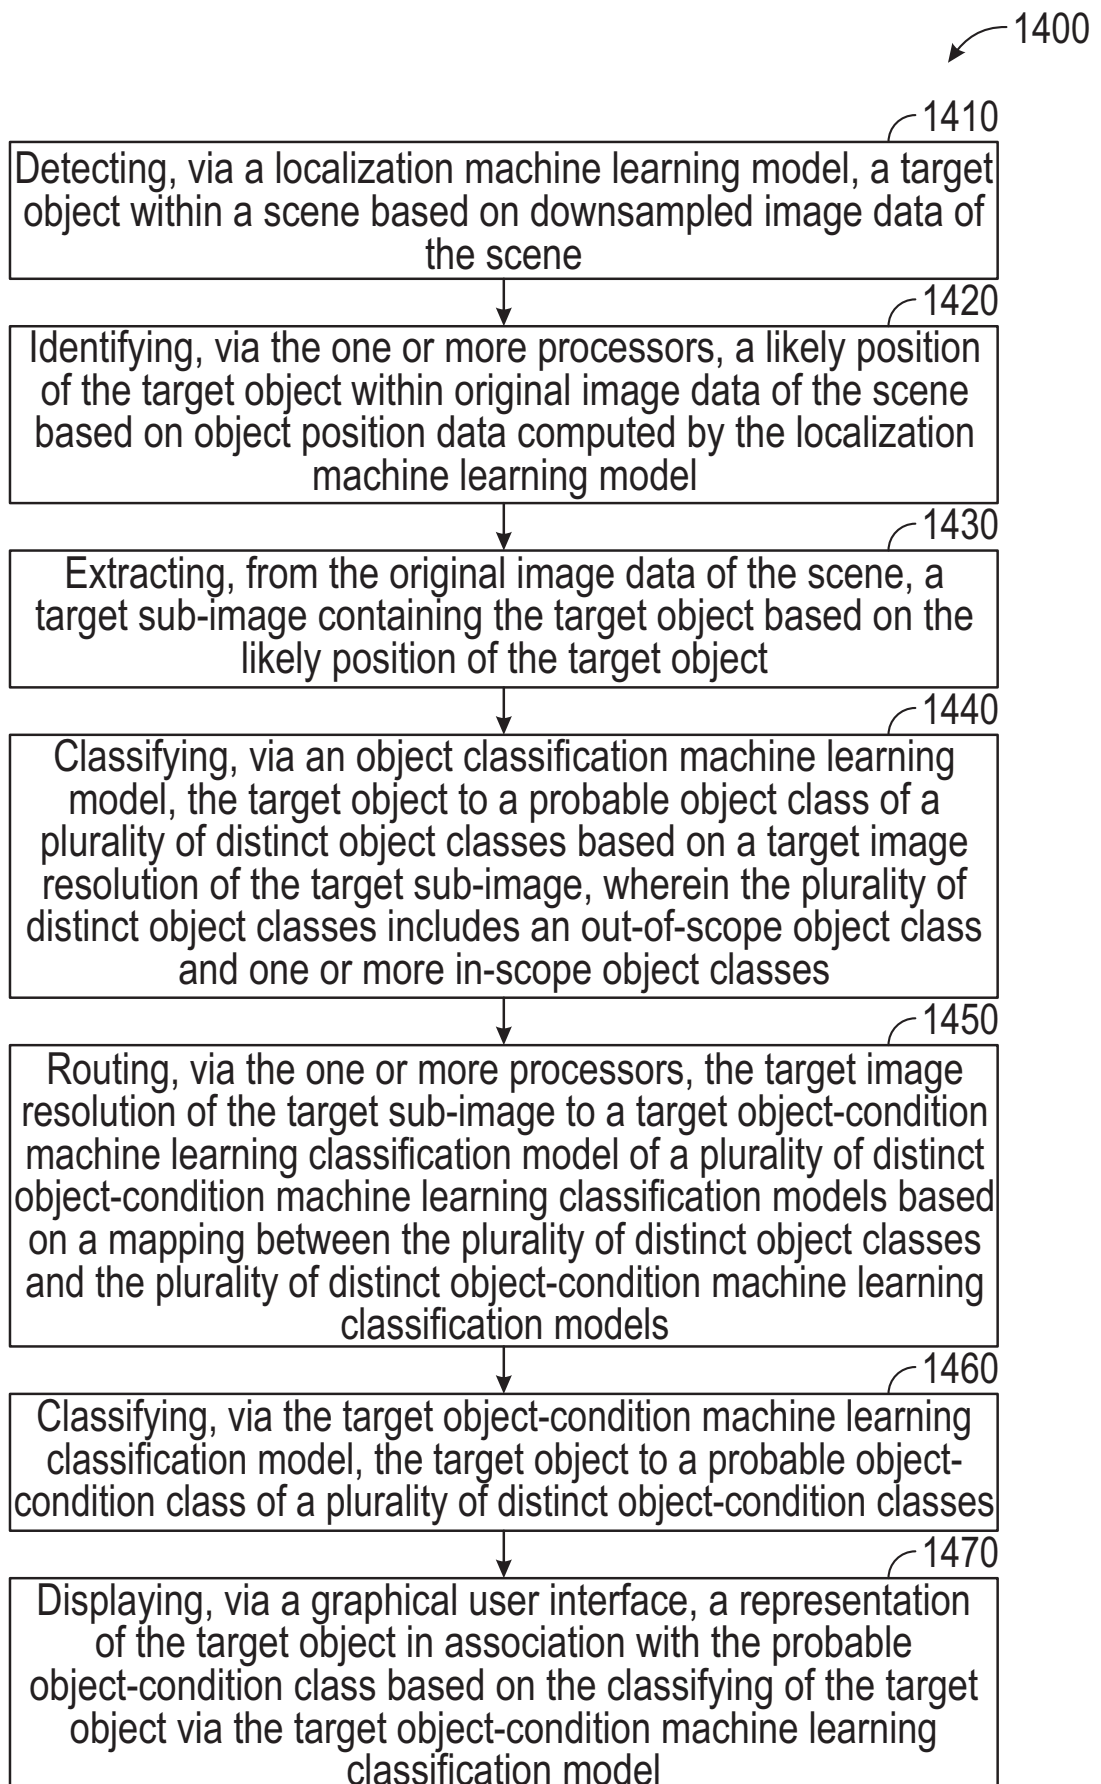 1400
1410
Detecting, via a localization machine learning model, a target
object within a scene based on downsampled image data of
the scene
1420
Identifying, via the one or more processors, a likely position
of the target object within original image data of the scene
based on object position data computed by the localization
machine learning model
1430
Extracting, from the original image data of the scene, a
target sub-image containing the target object based on the
likely position of the target object
1440
Classifying, via an object classification machine learning
model, the target object to a probable object class of a
plurality of distinct object classes based on a target image
resolution of the target sub-image, wherein the plurality of
distinct object classes includes an out-of-scope object class
and one or more in-scope object classes
1450
Routing, via the one or more processors, the target image
resolution of the target sub-image to a target object-condition
machine learning classification model of a plurality of distinct
object-condition machine learning classification models based
on a mapping between the plurality of distinct object classes
and the plurality of distinct object-condition machine learning
classification models
1460
Classifying, via the target object-condition machine learning
classification model, the target object to a probable object-
condition class of a plurality of distinct object-condition classes
1470
Displaying, via a graphical user interface, a representation
of the target object in association with the probable
object-condition class based on the classifying of the target
object via the target object-condition machine learning
classification model